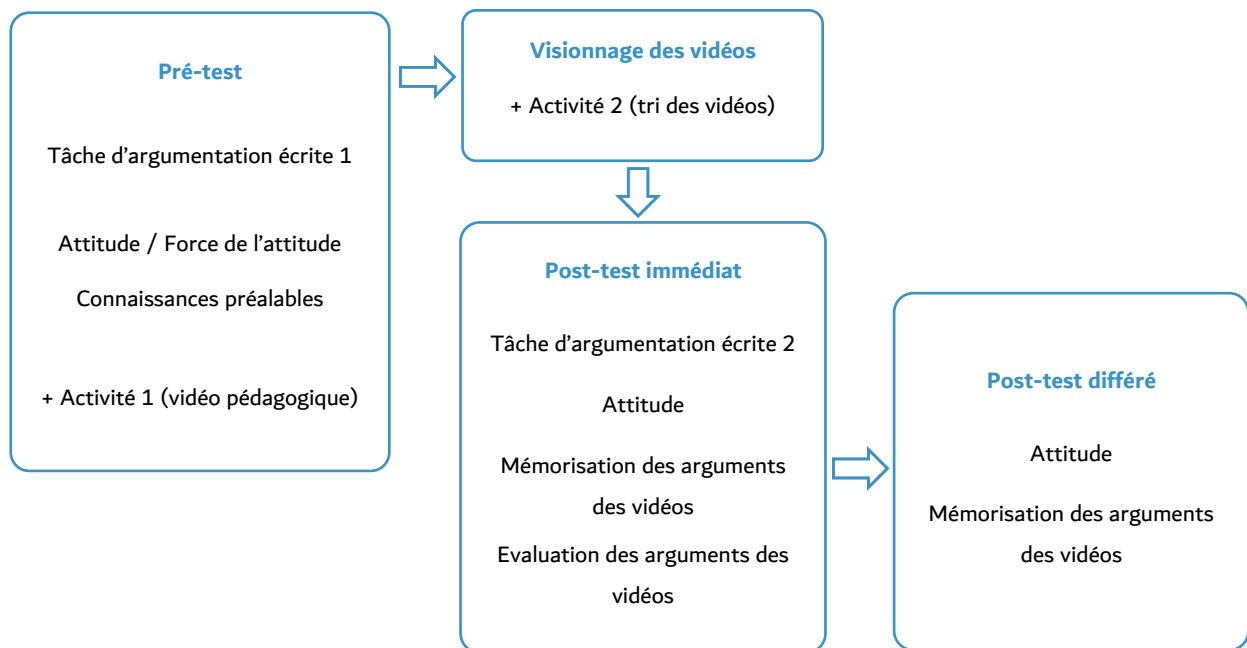 Pré-test
Tâche d'argumentation écrite 1
Attitude / Force de l'attitude
Connaissances préalables
+ Activité 1 (vidéo pédagogique)
Visionnage des vidéos
+ Activité 2 (tri des vidéos)
Post-test immédiat
Tâche d'argumentation écrite 2
Attitude
Mémorisation des arguments
des vidéos
Evaluation des arguments des
vidéos
Post-test différé
Attitude
Mémorisation des arguments
des vidéos